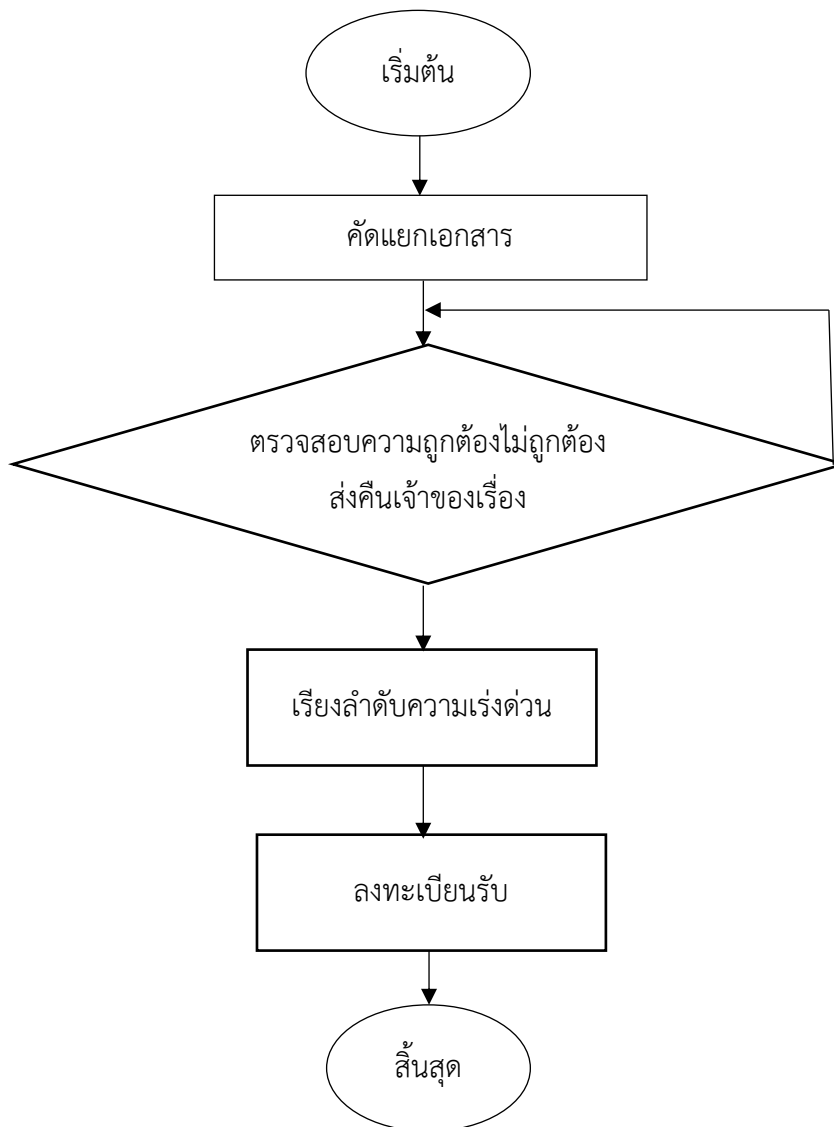 เริ่มต้น
คัดแยกเอกสาร
ตรวจสอบความถูกต้องไม่ถูกต้อง
ส่งคืนเจ้าของเรื่อง
เรียงลำดับความเร่งด่วน
ลงทะเบียนรับ
สิ้นสุด